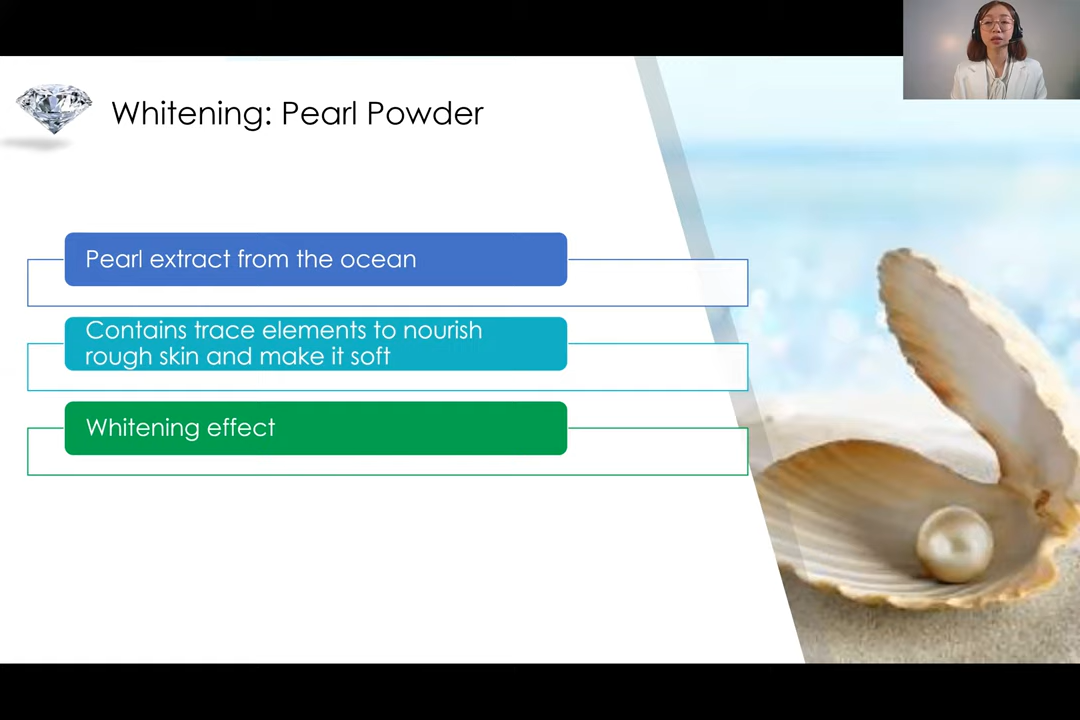 Whitening: Pearl Powder
Pearl extract from the ocean
Contains trace elements to nourish
rough skin and make it soft
Whitening effect